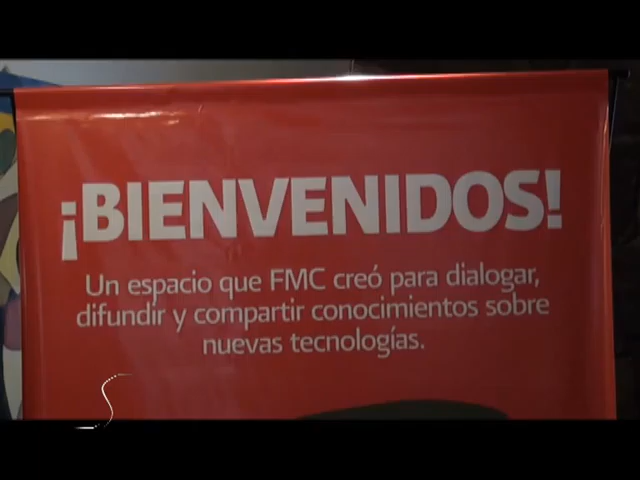 ¡BIENVENIDOS!
Un espacio que FMC creó para dialogar,
difundir y compartir conocimientos sobre
nuevas tecnologías.